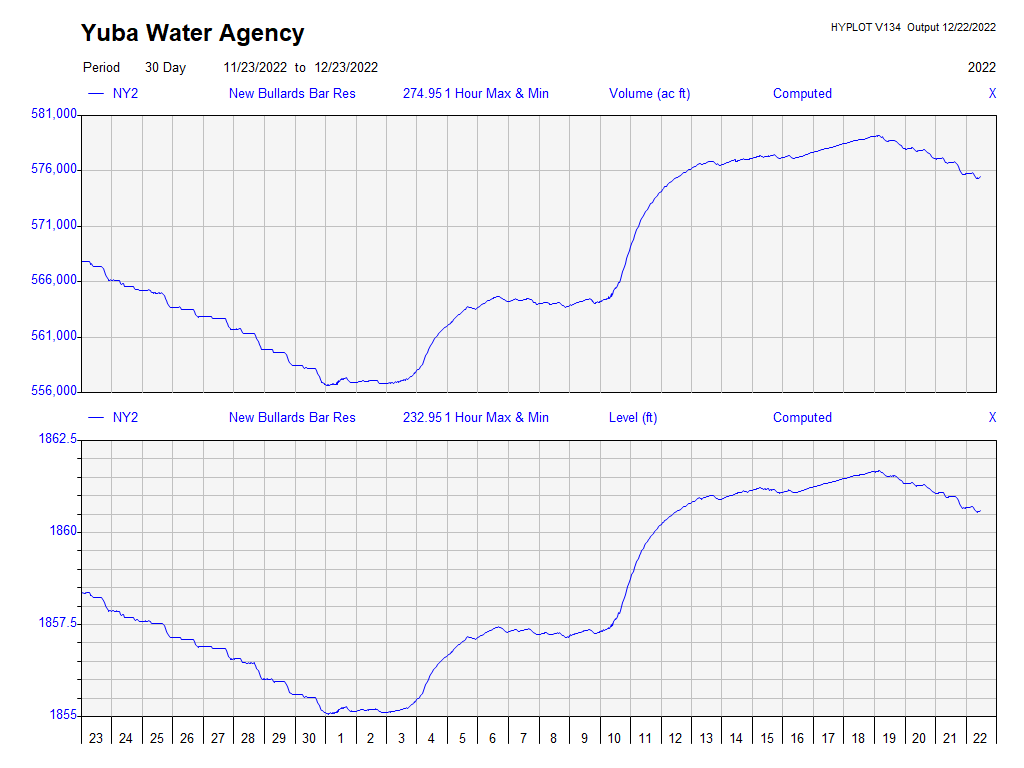 Yuba Water Agency
HYPLOT V134 Output 12/22/2022
Period 30 Day 11/23/2022 to 12/23/2022 2022
NY2 New Bullards Bar Res 274.95 1 Hour Max & Min Volume (ac ft) Computed X
581,000
576,000
571,000
566,000
561,000
556,000
NY2 New Bullards Bar Res 232.95 1 Hour Max & Min Level (ft) Computed X
1862.5
1860
1857.5
1855
23 24 25 26 27 28 29 30 1 2 3 4 5 6 7 8 9 10 11 12 13 14 15 16 17 18 19 20 21 22